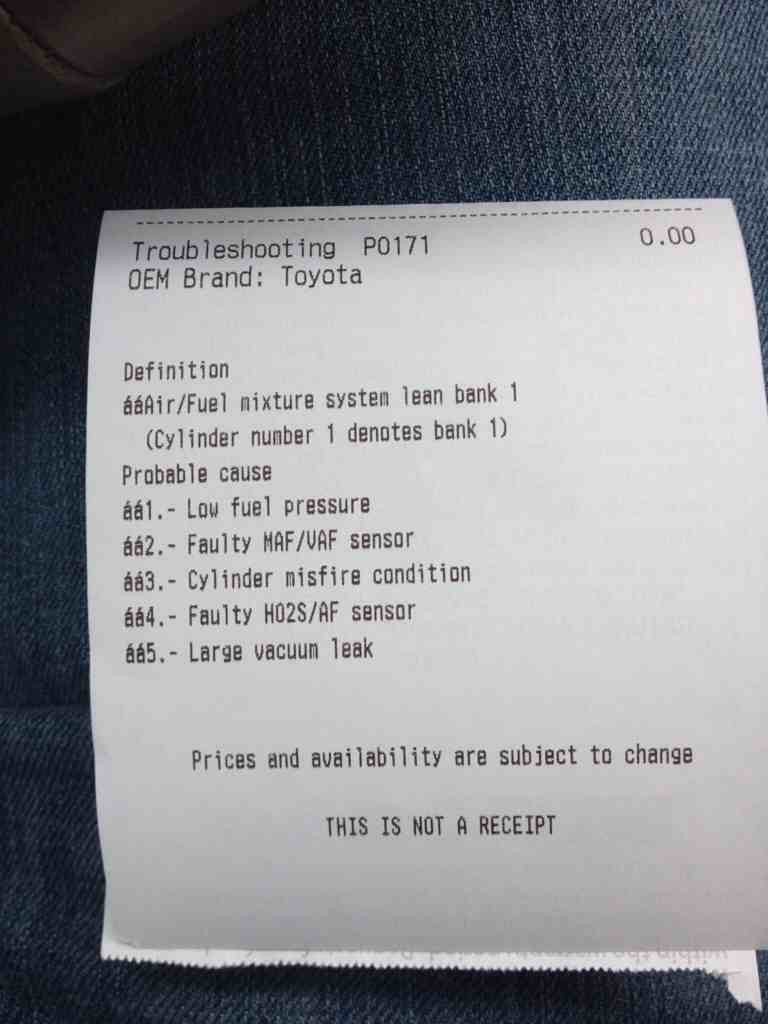 Troubleshooting P0171 0.00
OEM Brand: Toyota
Definition
ááAir/Fuel mixture system lean bank 1
(Cylinder number 1 denotes bank 1)
Probable cause
áá1.- Low fuel pressure
áá2.- Faulty MAF/VAF sensor
áá3.- Cylinder misfire condition
áá4.- Faulty HO2S/AF sensor
áá5.- Large vacuum leak
Prices and availability are subject to change
THIS IS NOT A RECEIPT